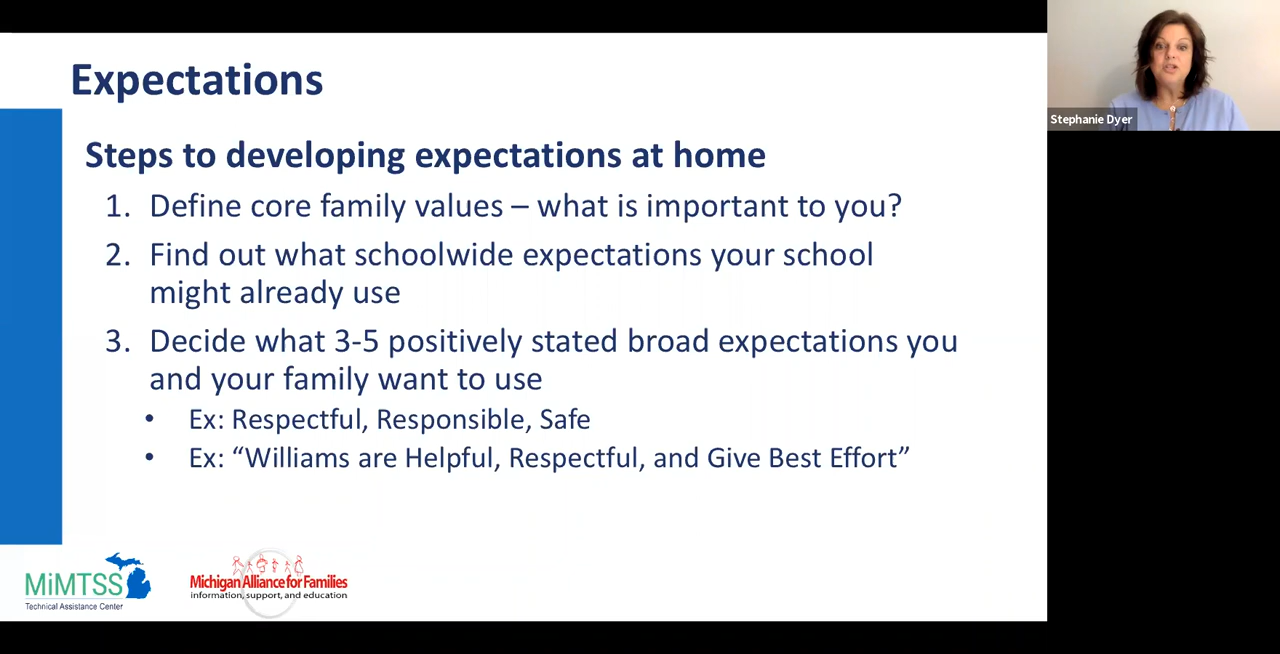 Expectations
Steps to developing expectations at home
1. Define core family values – what is important to you?
2. Find out what schoolwide expectations your school
might already use
3. Decide what 3-5 positively stated broad expectations you
and your family want to use
• Ex: Respectful, Responsible, Safe
• Ex: “Williams are Helpful, Respectful, and Give Best Effort”
MiMTSS
Technical Assistance Center
Michigan Alliance for Families
information, support, and education
Stephanie Dyer